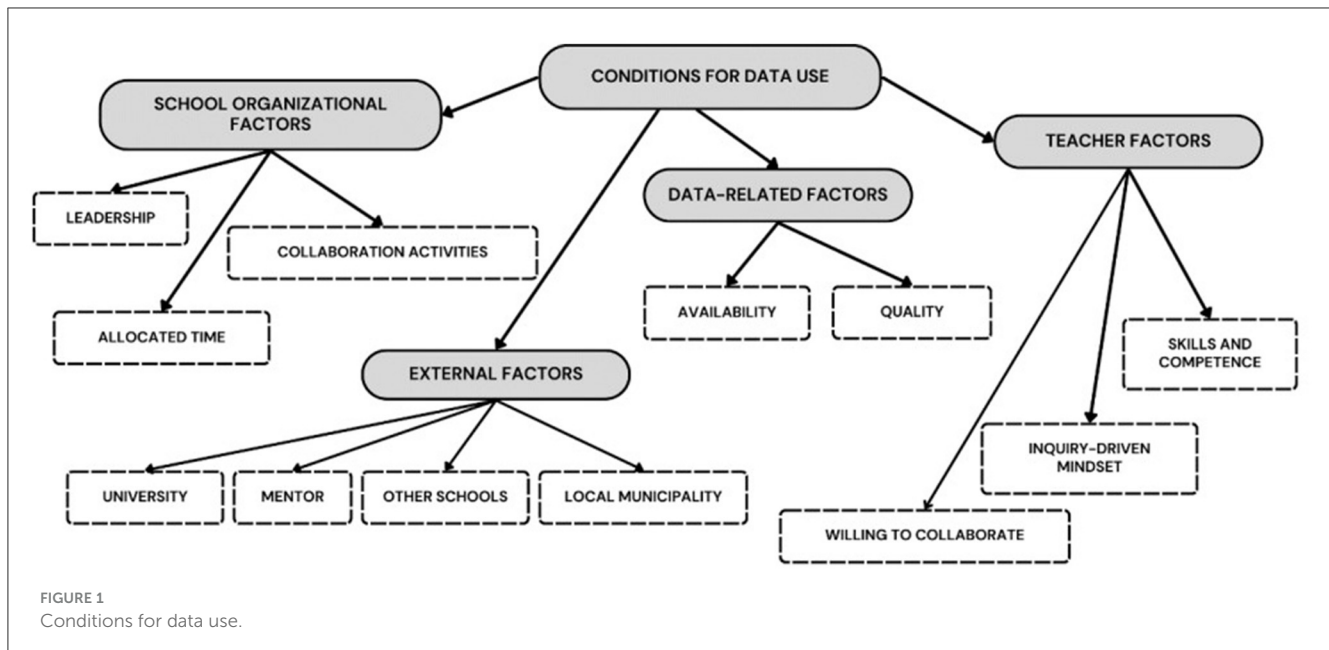 CONDITIONS FOR DATA USE
SCHOOL ORGANIZATIONAL
FACTORS
TEACHER FACTORS
DATA-RELATED FACTORS
LEADERSHIP
COLLABORATION ACTIVITIES
ALLOCATED TIME
AVAILABILITY
QUALITY
SKILLS AND
COMPETENCE
EXTERNAL FACTORS
INQUIRY-DRIVEN
MINDSET
UNIVERSITY
MENTOR
OTHER SCHOOLS
LOCAL MUNICIPALITY
WILLING TO COLLABORATE
FIGURE 1
Conditions for data use.